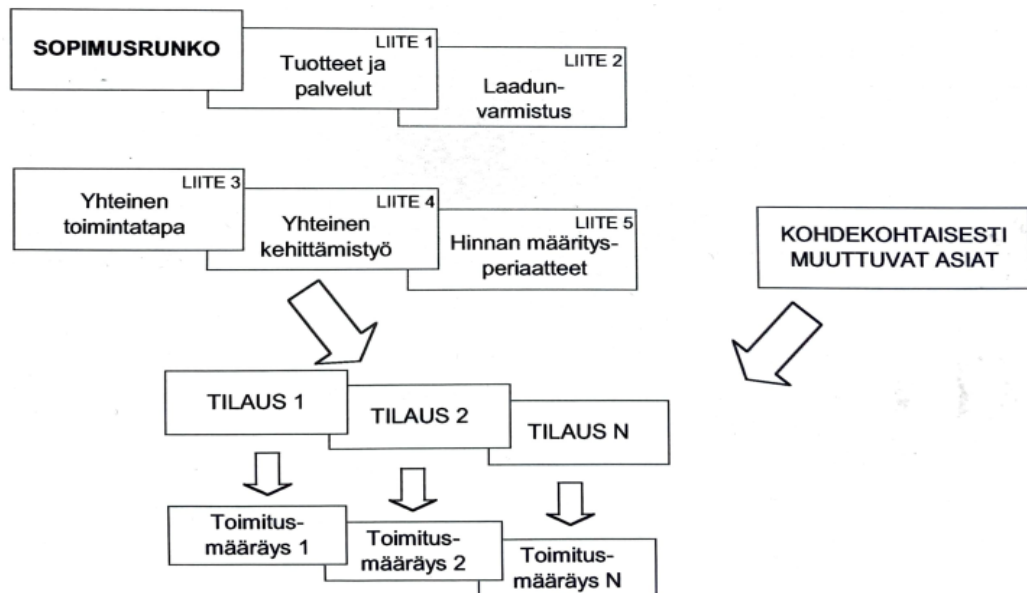 SOPIMUSRUNKO
LIITE 1
Tuotteet ja
palvelut
LIITE 2
Laadun-
varmistus
LIITE 3
Yhteinen
toimintatapa
LIITE 4
Yhteinen
kehittämistyö
LIITE 5
Hinnan määritys-
periaatteet
KOHDEKOHTAISESTI
MUUTTUVAT ASIAT
TILAUS 1
TILAUS 2
TILAUS N
Toimitus-
määräys 1
Toimitus-
määräys 2
Toimitus-
määräys N